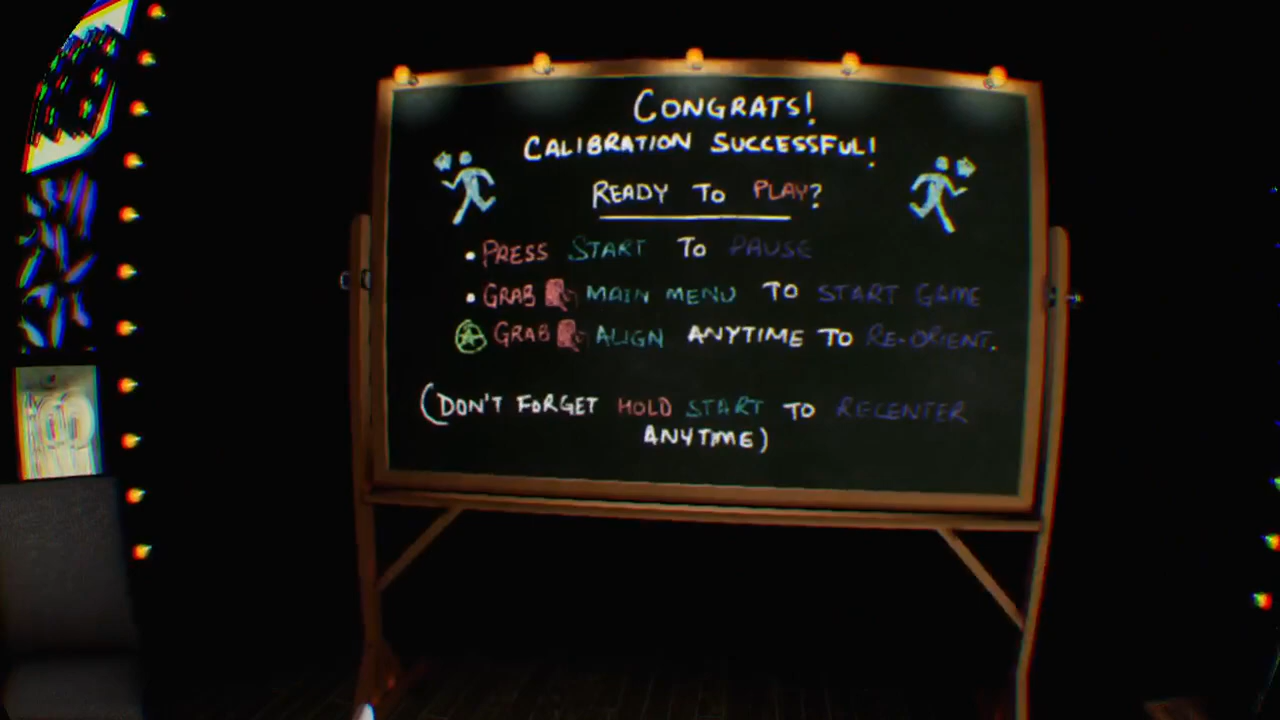 CONGRATS!
CALIBRATION SUCCESSFUL!
READY TO PLAY?
• PRESS START TO PAUSE
• GRAB MAIN MENU TO START GAME
GRAB ALIGN ANYTIME TO RE-ORIENT.
(DON'T FORGET HOLD START TO RECENTER
ANYTIME)